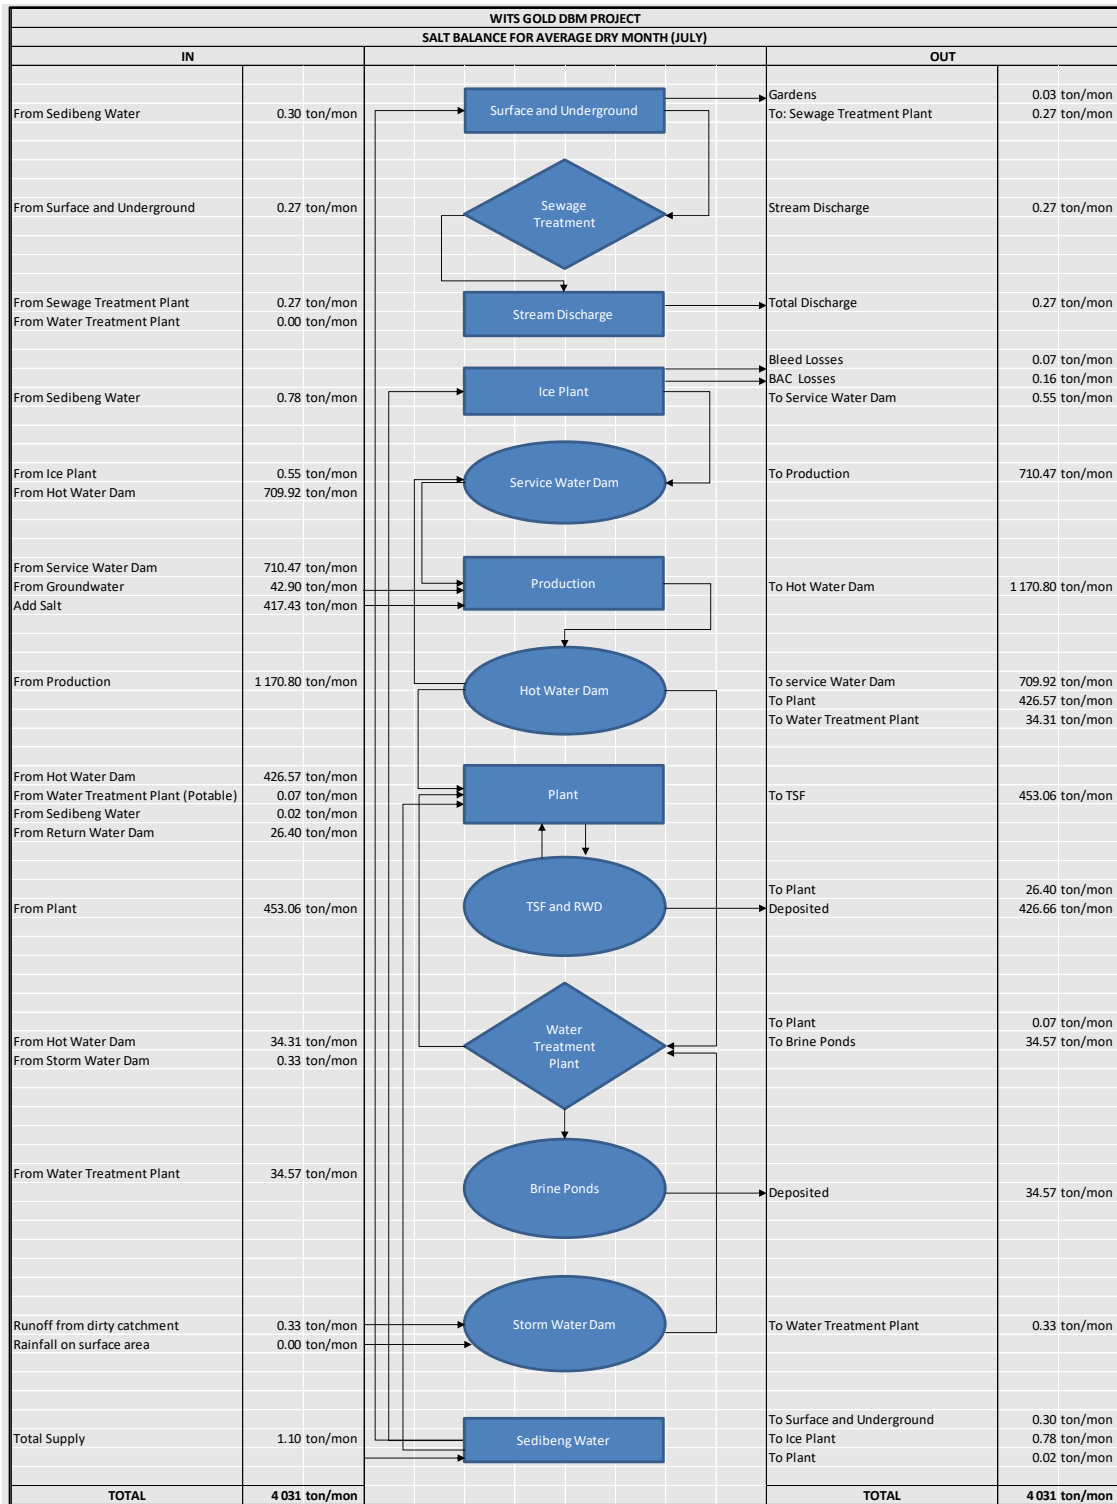 WITS GOLD DBM PROJECT
SALT BALANCE FOR AVERAGE DRY MONTH (JULY)
IN OUT
Gardens 0.03 ton/mon
From Sedibeng Water 0.30 ton/mon Surface and Underground To: Sewage Treatment Plant 0.27 ton/mon
From Surface and Underground 0.27 ton/mon Sewage Stream Discharge 0.27 ton/mon
Treatment
From Sewage Treatment Plant 0.27 ton/mon Total Discharge 0.27 ton/mon
From Water Treatment Plant 0.00 ton/mon Stream Discharge
Bleed Losses 0.07 ton/mon
BAC Losses 0.16 ton/mon
From Sedibeng Water 0.78 ton/mon Ice Plant To Service Water Dam 0.55 ton/mon
From Ice Plant 0.55 ton/mon To Production 710.47 ton/mon
From Hot Water Dam 709.92 ton/mon Service Water Dam
From Service Water Dam 710.47 ton/mon
From Groundwater 42.90 ton/mon Production To Hot Water Dam 1 170.80 ton/mon
Add Salt 417.43 ton/mon
From Production 1 170.80 ton/mon Hot Water Dam To service Water Dam 709.92 ton/mon
To Plant 426.57 ton/mon
To Water Treatment Plant 34.31 ton/mon
From Hot Water Dam 426.57 ton/mon
From Water Treatment Plant (Potable) 0.07 ton/mon Plant To TSF 453.06 ton/mon
From Sedibeng Water 0.02 ton/mon
From Return Water Dam 26.40 ton/mon
To Plant 26.40 ton/mon
From Plant 453.06 ton/mon TSF and RWD Deposited 426.66 ton/mon
To Plant 0.07 ton/mon
From Hot Water Dam 34.31 ton/mon Water To Brine Ponds 34.57 ton/mon
From Storm Water Dam 0.33 ton/mon Treatment
Plant
From Water Treatment Plant 34.57 ton/mon
Brine Ponds Deposited 34.57 ton/mon
Runoff from dirty catchment 0.33 ton/mon Storm Water Dam To Water Treatment Plant 0.33 ton/mon
Rainfall on surface area 0.00 ton/mon
To Surface and Underground 0.30 ton/mon
Total Supply 1.10 ton/mon Sedibeng Water To Ice Plant 0.78 ton/mon
To Plant 0.02 ton/mon
TOTAL 4 031 ton/mon TOTAL 4 031 ton/mon